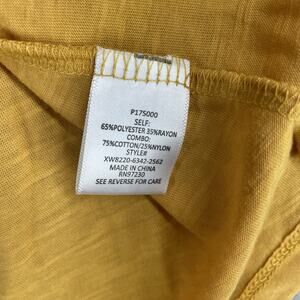 P175000
SELF:
65%POLYESTER 35%RAYON
COMBO:
75%COTTON/25%NYLON
STYLE#
XW8220-6342-2562
MADE IN CHINA
RN97230
SEE REVERSE FOR CARE